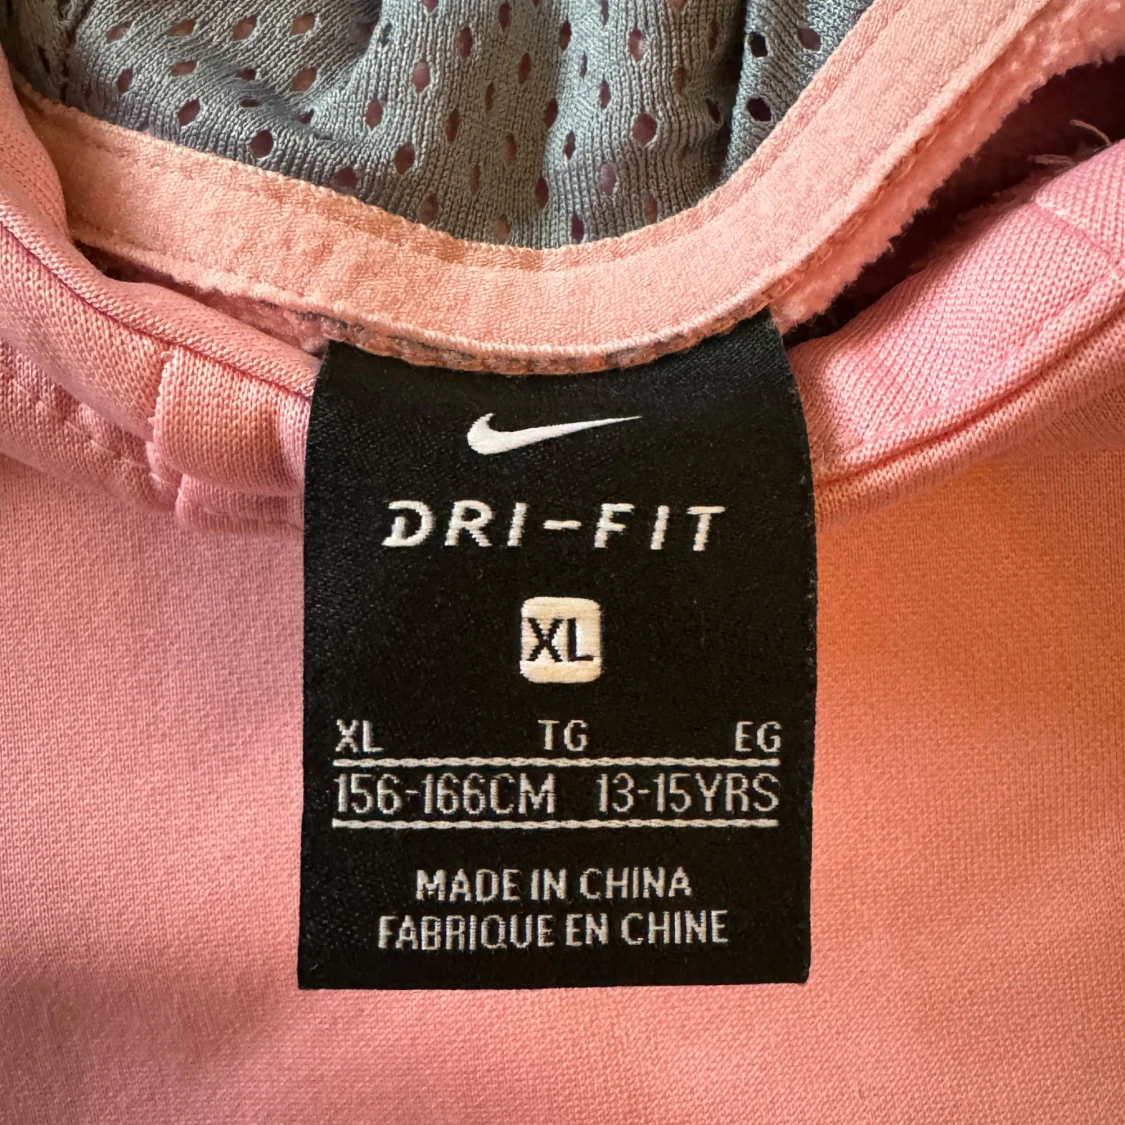 DRI-FIT
XL
XL TG EG
156-166CM 13-15YRS
MADE IN CHINA
FABRIQUE EN CHINE